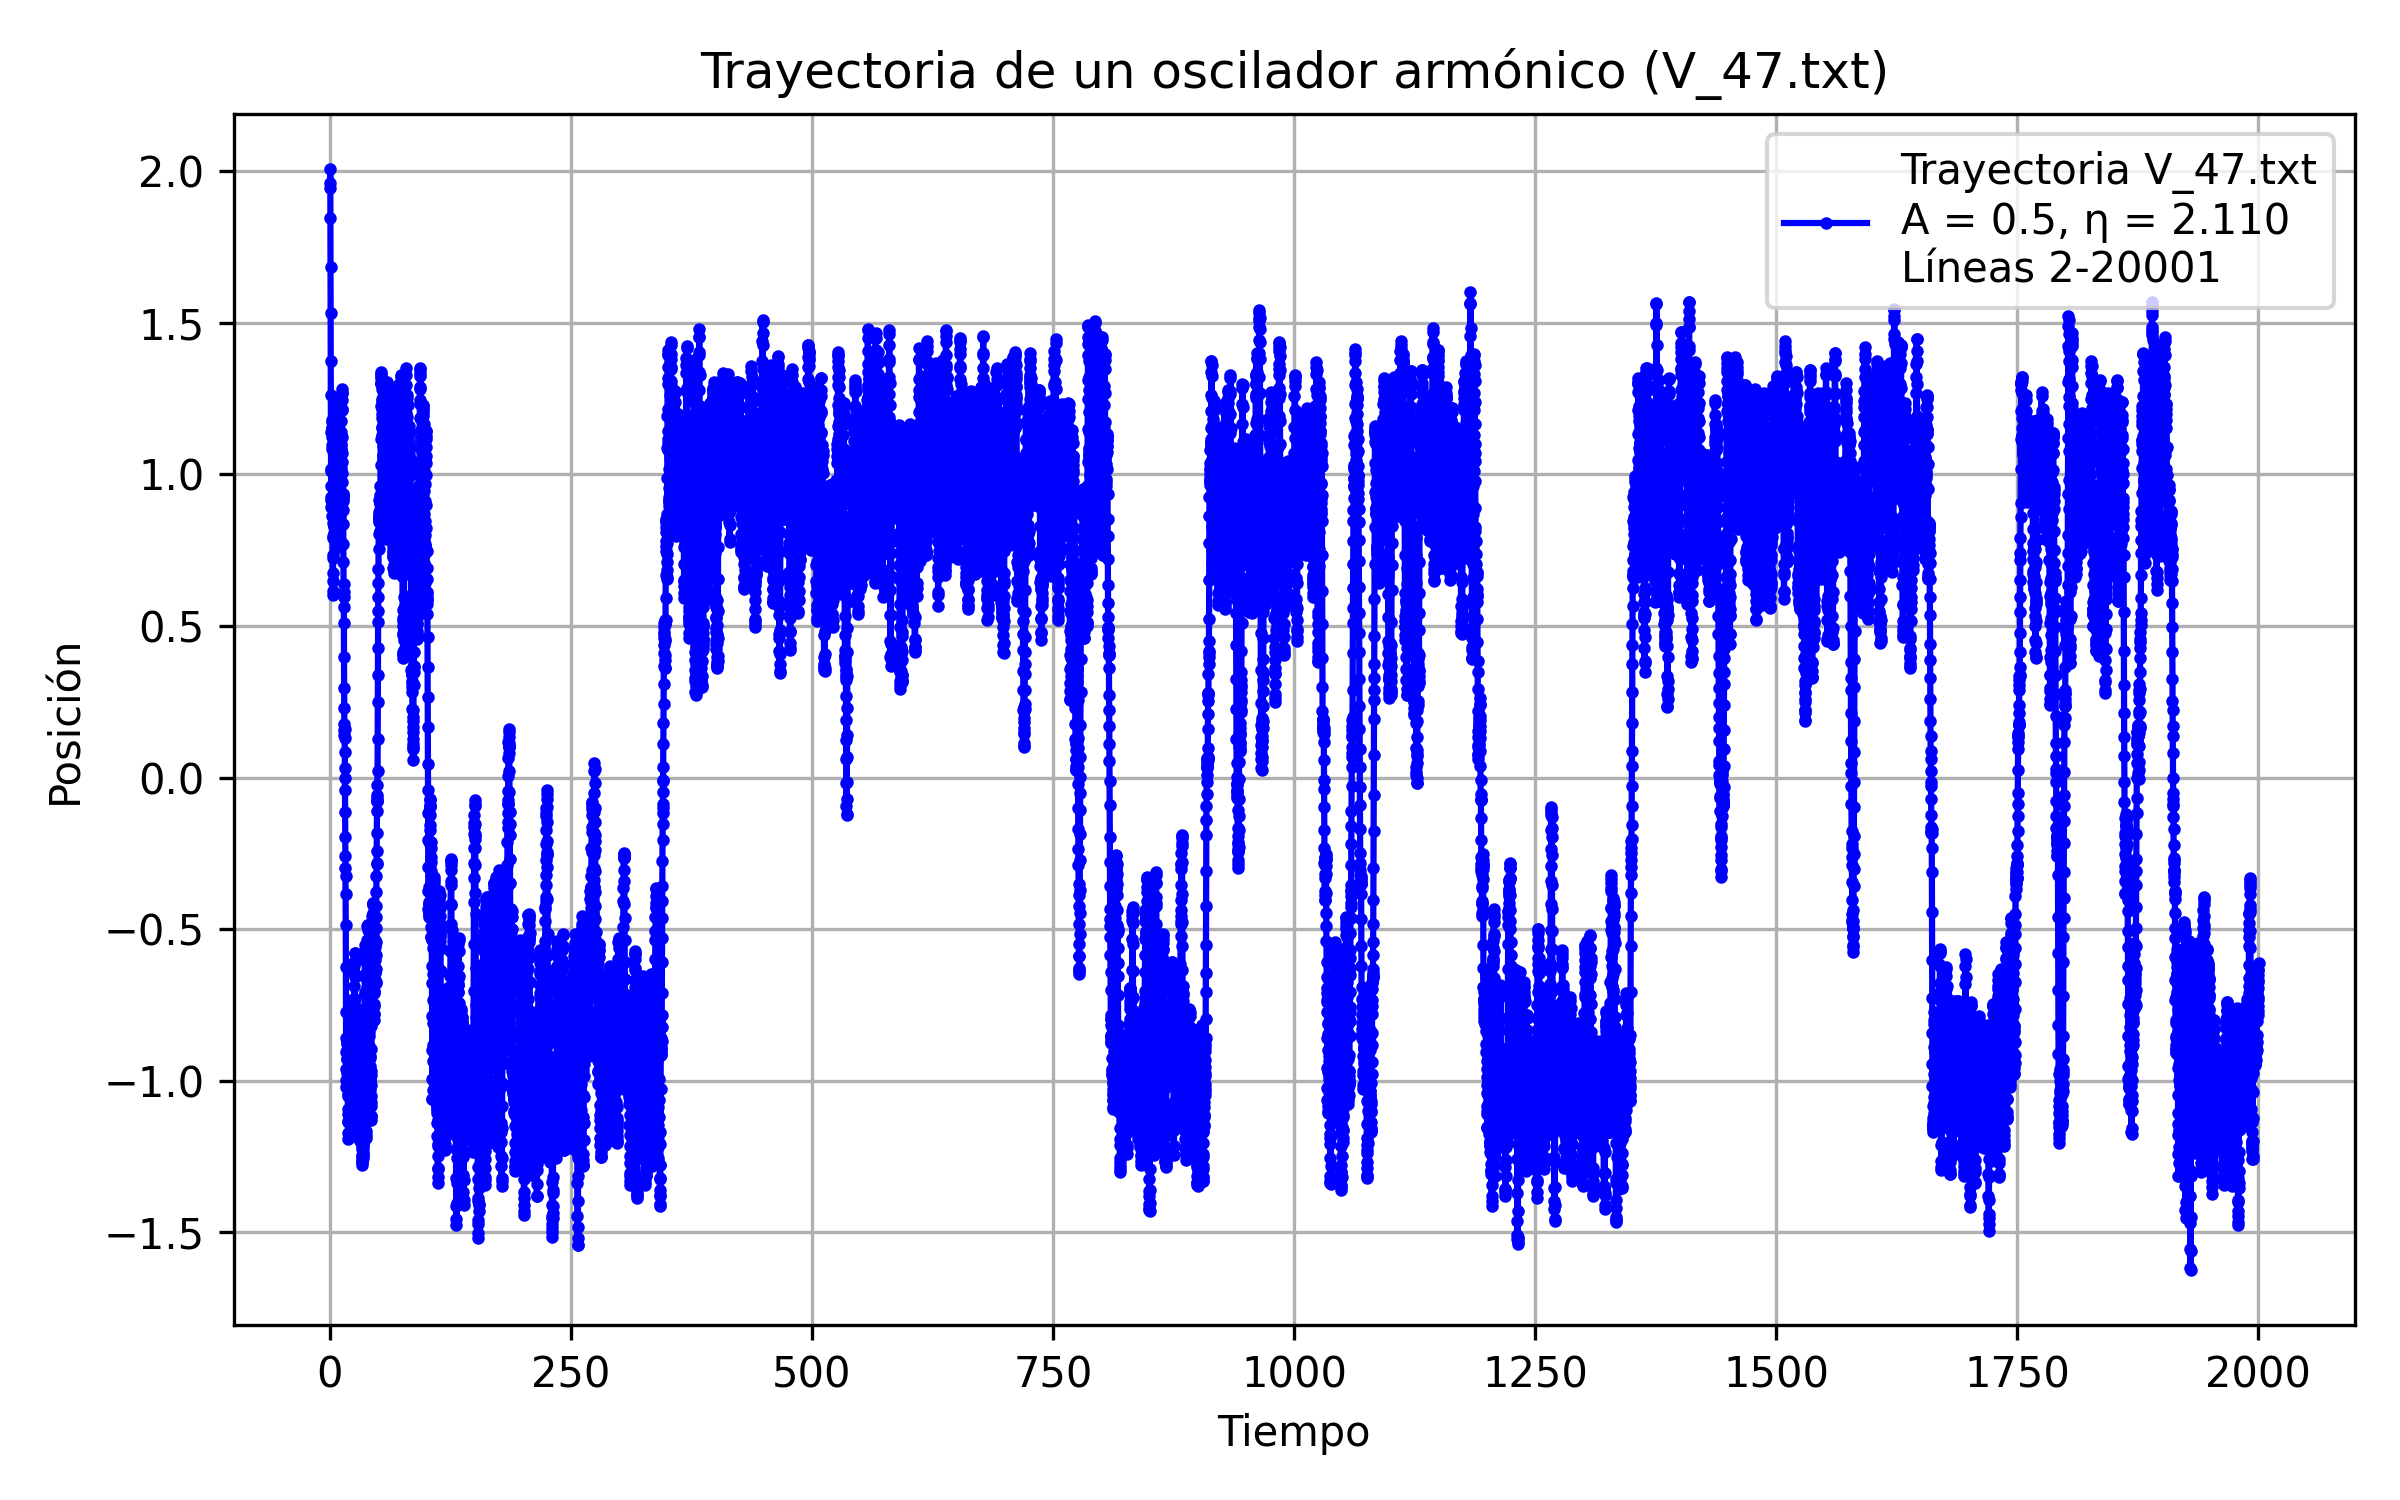 Trayectoria de un oscilador armónico (V_47.txt)
Trayectoria V_47.txt
A = 0.5, η = 2.110
Líneas 2-20001
2.0
1.5
1.0
0.5
0.0
−0.5
−1.0
−1.5
Posición
0
250
500
750
1000
1250
1500
1750
2000
Tiempo